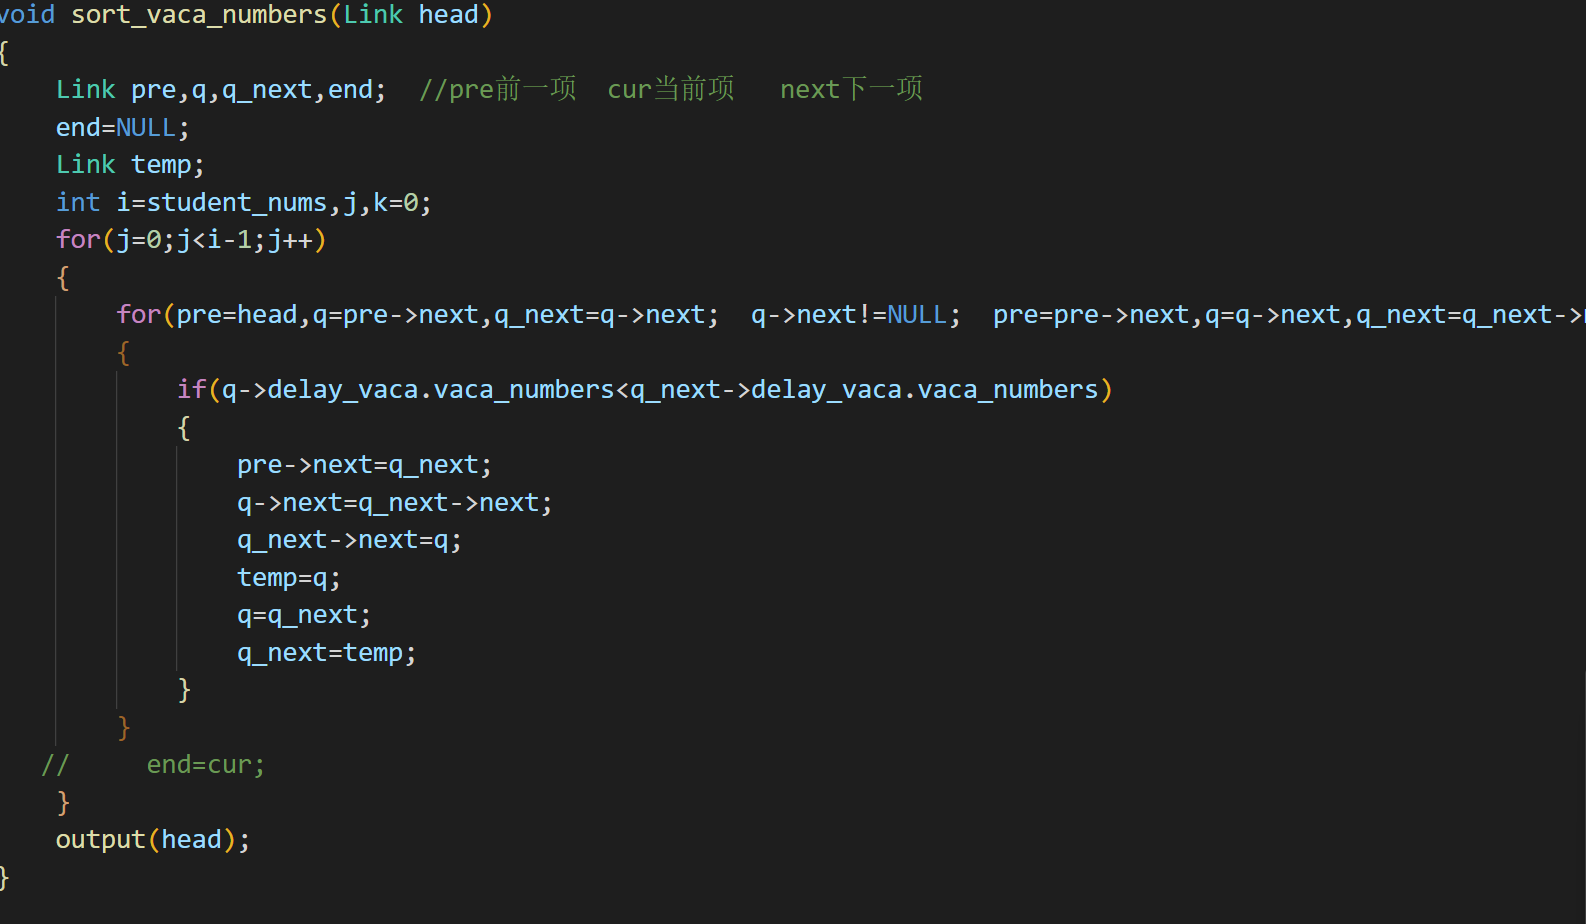 void sort_vaca_numbers(Link head)
{
    Link pre,q,q_next,end;  //pre前一项  cur当前项   next下一项
    end=NULL;
    Link temp;
    int i=student_nums,j,k=0;
    for(j=0;j<i-1;j++)
    {
        for(pre=head,q=pre->next,q_next=q->next;  q->next!=NULL;  pre=pre->next,q=q->next,q_next=q_next->
        {
            if(q->delay_vaca.vaca_numbers<q_next->delay_vaca.vaca_numbers)
            {
                pre->next=q_next;
                q->next=q_next->next;
                q_next->next=q;
                temp=q;
                q=q_next;
                q_next=temp;
            }
        }
   //     end=cur;
    }
    output(head);
}